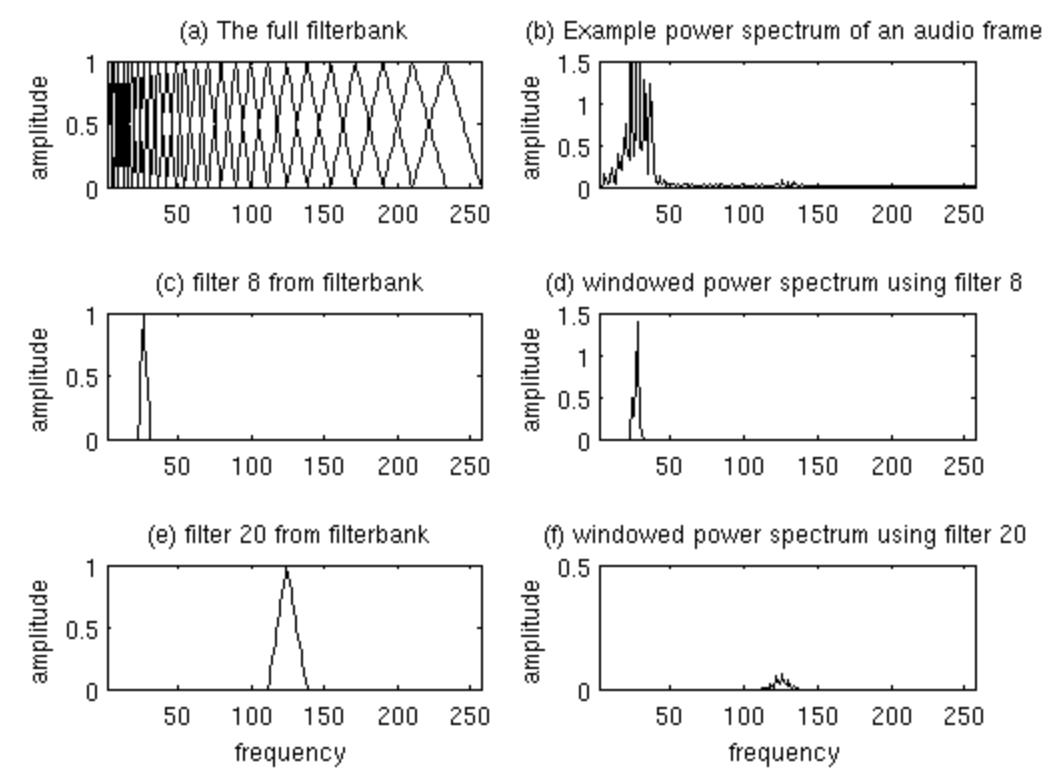 (a) The full filterbank
(b) Example power spectrum of an audio frame
amplitude
1
0.5
0
50 100 150 200 250
amplitude
1.5
1
0.5
0
50 100 150 200 250
(c) filter 8 from filterbank
(d) windowed power spectrum using filter 8
amplitude
1
0.5
0
50 100 150 200 250
amplitude
1.5
1
0.5
0
50 100 150 200 250
(e) filter 20 from filterbank
(f) windowed power spectrum using filter 20
amplitude
1
0.5
0
50 100 150 200 250
frequency
amplitude
0.5
0
50 100 150 200 250
frequency